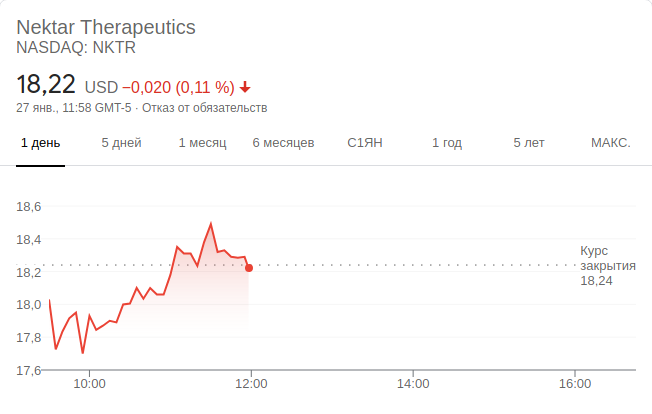 Nektar Therapeutics
NASDAQ: NKTR
18,22 USD −0,020 (0,11 %)
27 янв., 11:58 GMT-5 · Отказ от обязательств
1 день 5 дней 1 месяц 6 месяцев С1ЯН 1 год 5 лет МАКС.
18,6
18,4
18,2
18,0
17,8
17,6
Курс
закрытия
18,24
10:00 12:00 14:00 16:00